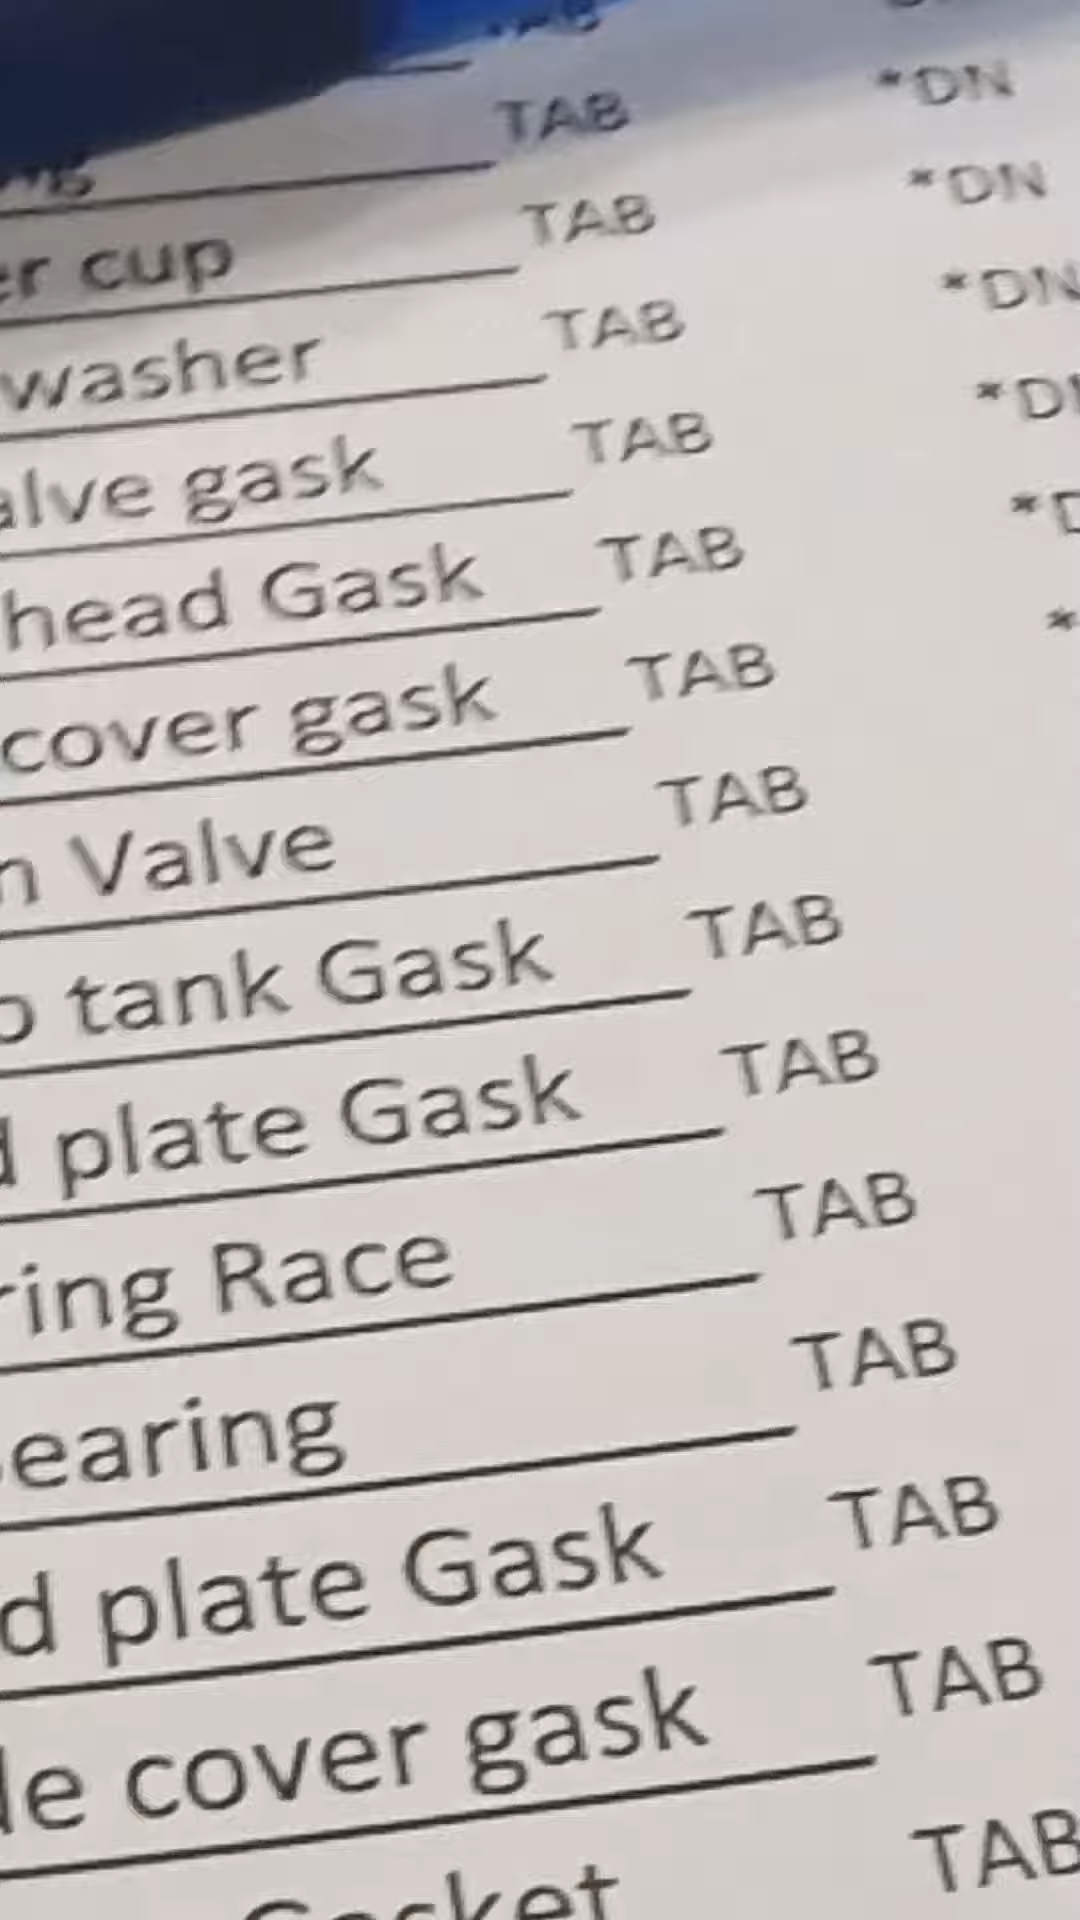 TAB *DN
er cup TAB *DN
washer TAB *DN
alve gask TAB
head Gask TAB
cover gask TAB
n Valve TAB
tank Gask TAB
d plate Gask TAB
ring Race TAB
earing TAB
d plate Gask TAB
le cover gask TAB
Gasket TAB